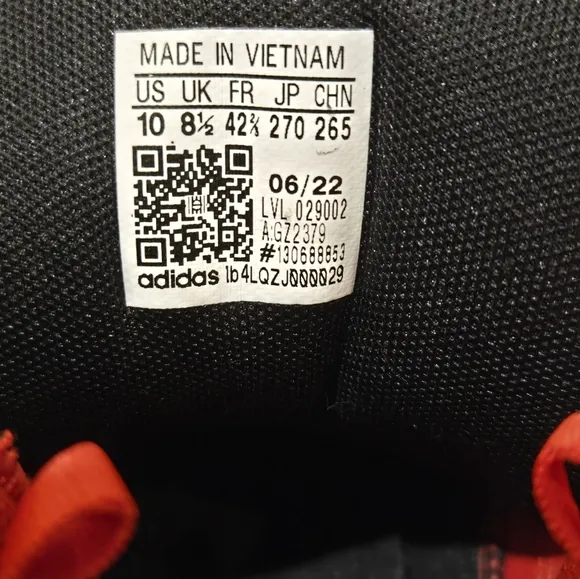 MADE IN VIETNAM
US UK FR JP CHN
10 8½ 42⅔ 270 265
06/22
LVL 029002
A:GZ2379
#130688853
adidas 1b4LQZJ000029